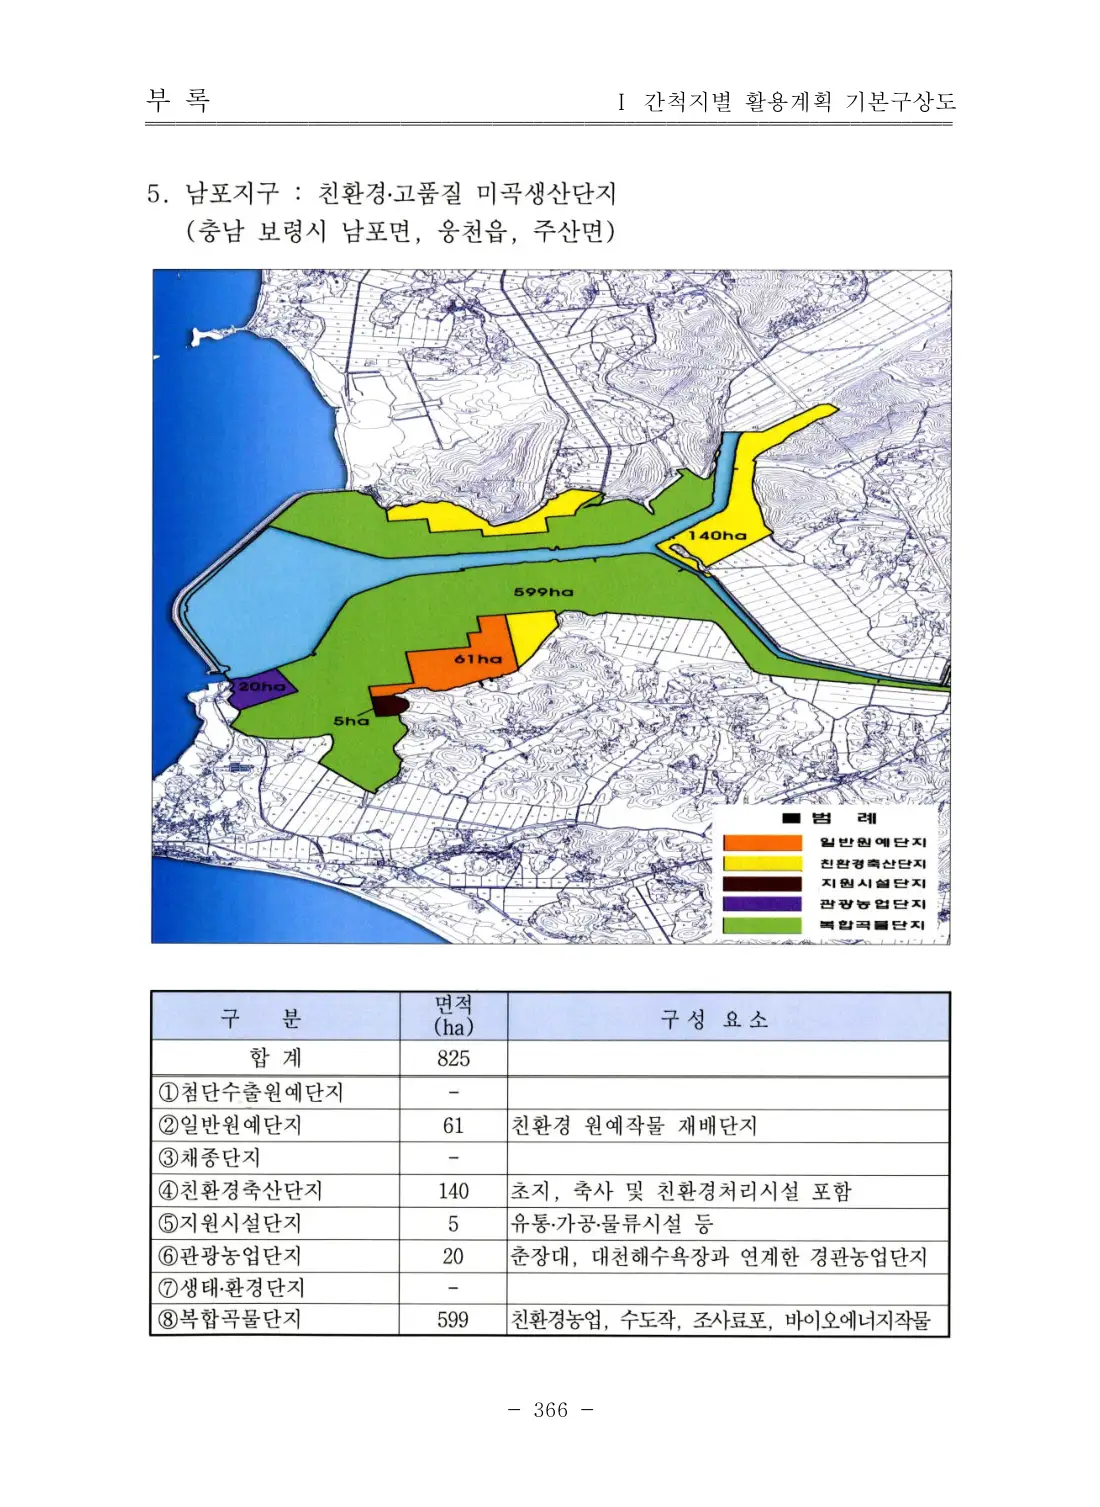 부 록
I 간척지별 활용계획 기본구상도
5. 남포지구 : 친환경·고품질 미곡생산단지
(충남 보령시 남포면, 웅천읍, 주산면)
140ha
599ha
61ha
20ha
5ha
■ 범 례
일반원예단지
친환경축산단지
지원시설단지
관광농업단지
복합곡물단지
구 분 면적(ha) 구성 요소
합 계 825
①첨단수출원예단지 -
②일반원예단지 61 친환경 원예작물 재배단지
③채종단지 -
④친환경축산단지 140 초지, 축사 및 친환경처리시설 포함
⑤지원시설단지 5 유통·가공·물류시설 등
⑥관광농업단지 20 춘장대, 대천해수욕장과 연계한 경관농업단지
⑦생태·환경단지 -
⑧복합곡물단지 599 친환경농업, 수도작, 조사료포, 바이오에너지작물
- 366 -